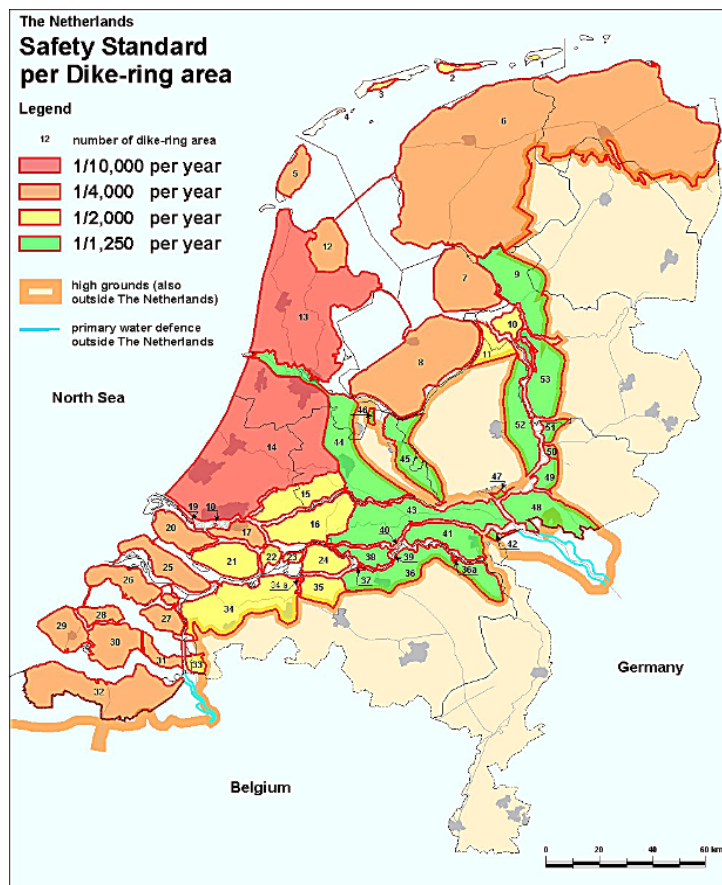 The Netherlands
Safety Standard
per Dike-ring area
Legend
12 number of dike-ring area
1/10,000 per year
1/4,000 per year
1/2,000 per year
1/1,250 per year
high grounds (also
outside The Netherlands)
primary water defence
outside The Netherlands
North Sea
Germany
Belgium
1
2
3
4
5
6
7
8
9
10
11
12
13
14
15
16
17
19
20
21
22
23
24
25
26
27
28
29
30
31
32
33
34
34 a
35
36
36a
37
38
39
40
41
42
43
44
45
46
47
48
49
50
51
52
53
0 20 40 60 km